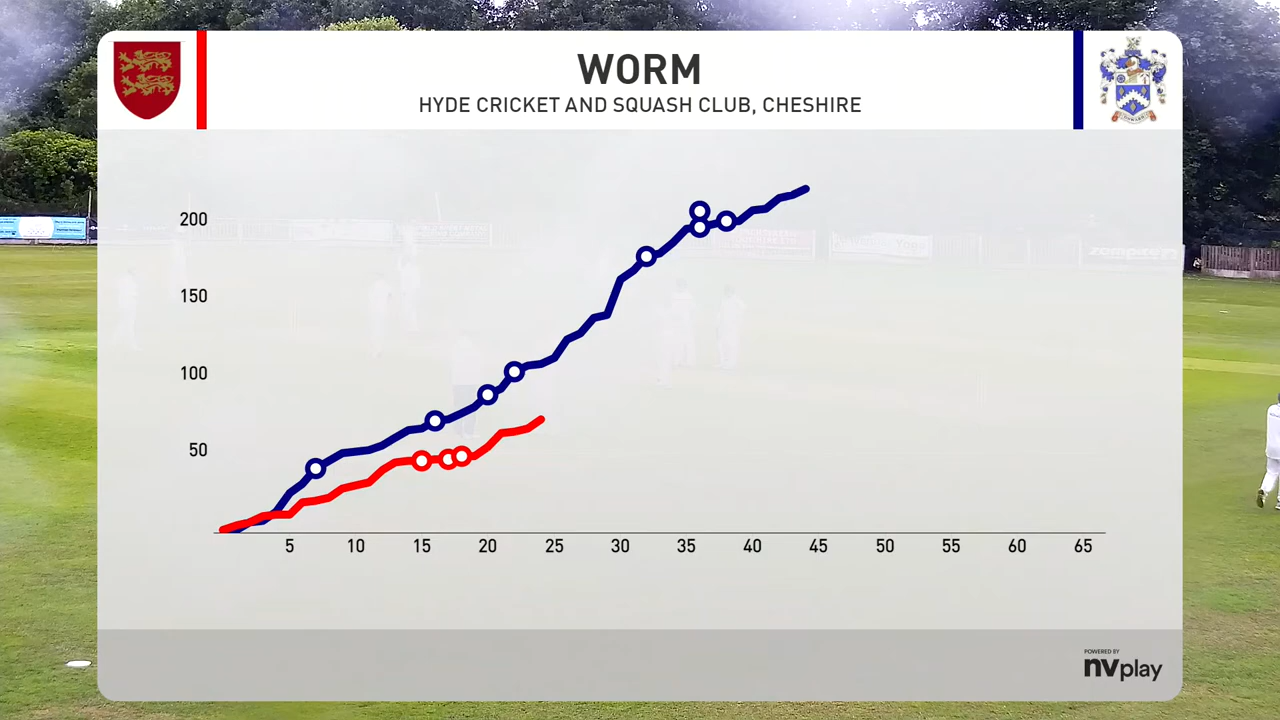 WORM
HYDE CRICKET AND SQUASH CLUB, CHESHIRE
200
150
100
50
5 10 15 20 25 30 35 40 45 50 55 60 65
POWERED BY
nvplay